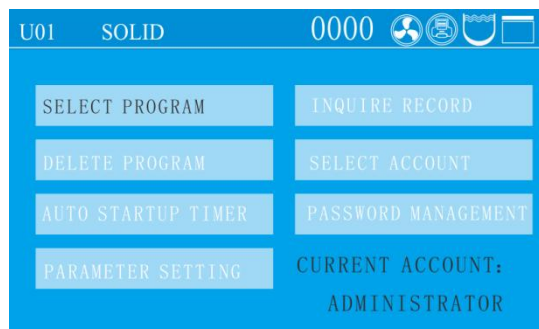 U01 SOLID 0000
SELECT PROGRAM
INQUIRE RECORD
DELETE PROGRAM
SELECT ACCOUNT
AUTO STARTUP TIMER
PASSWORD MANAGEMENT
PARAMETER SETTING
CURRENT ACCOUNT:
ADMINISTRATOR